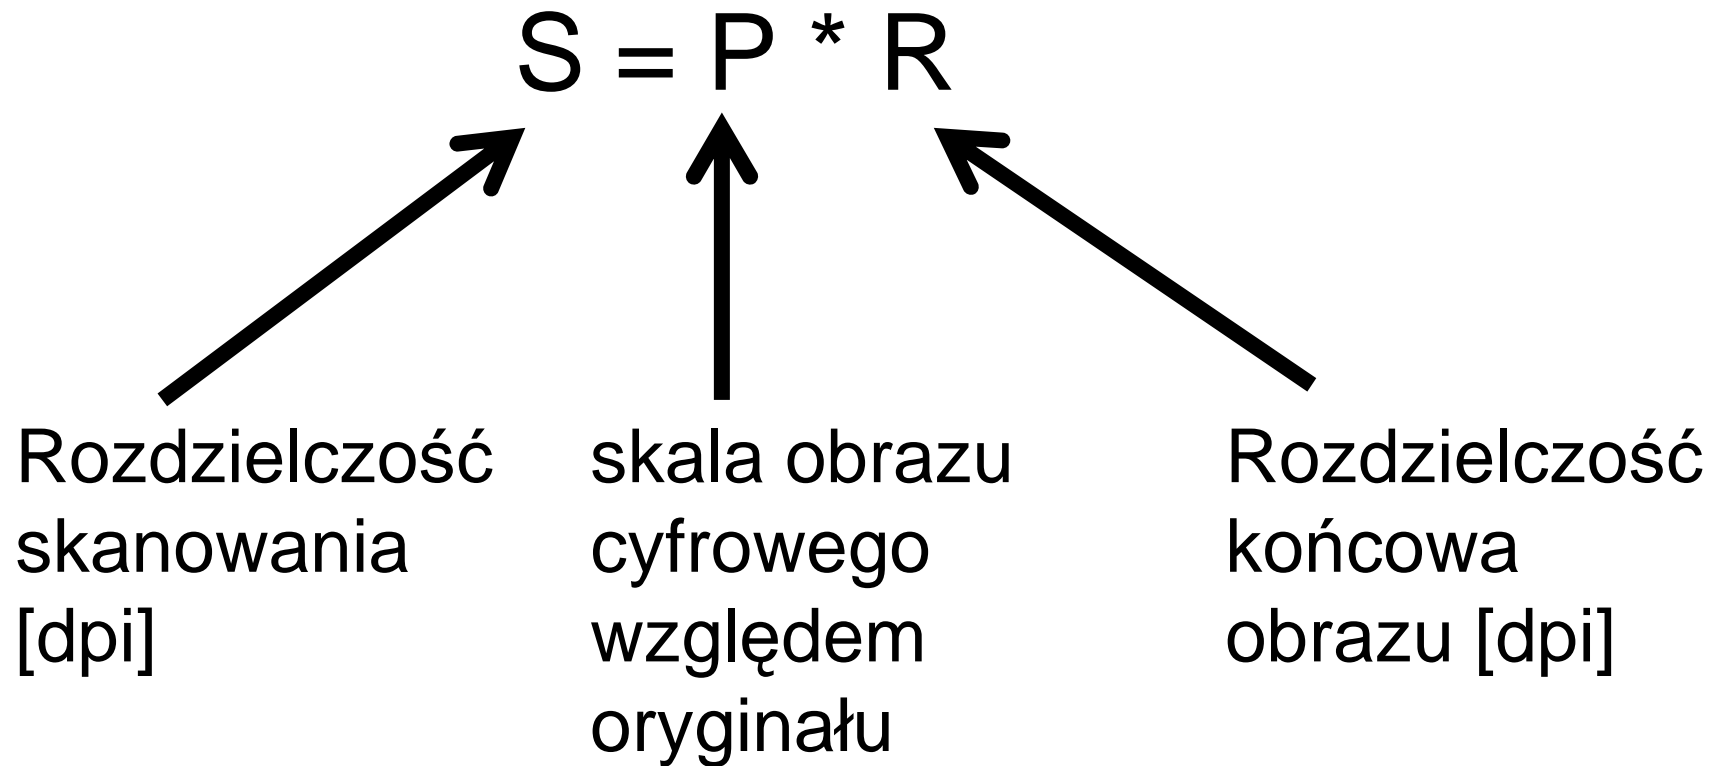 S = P * R
Rozdzielczość
skanowania
[dpi]
skala obrazu
cyfrowego
względem
oryginału
Rozdzielczość
końcowa
obrazu [dpi]